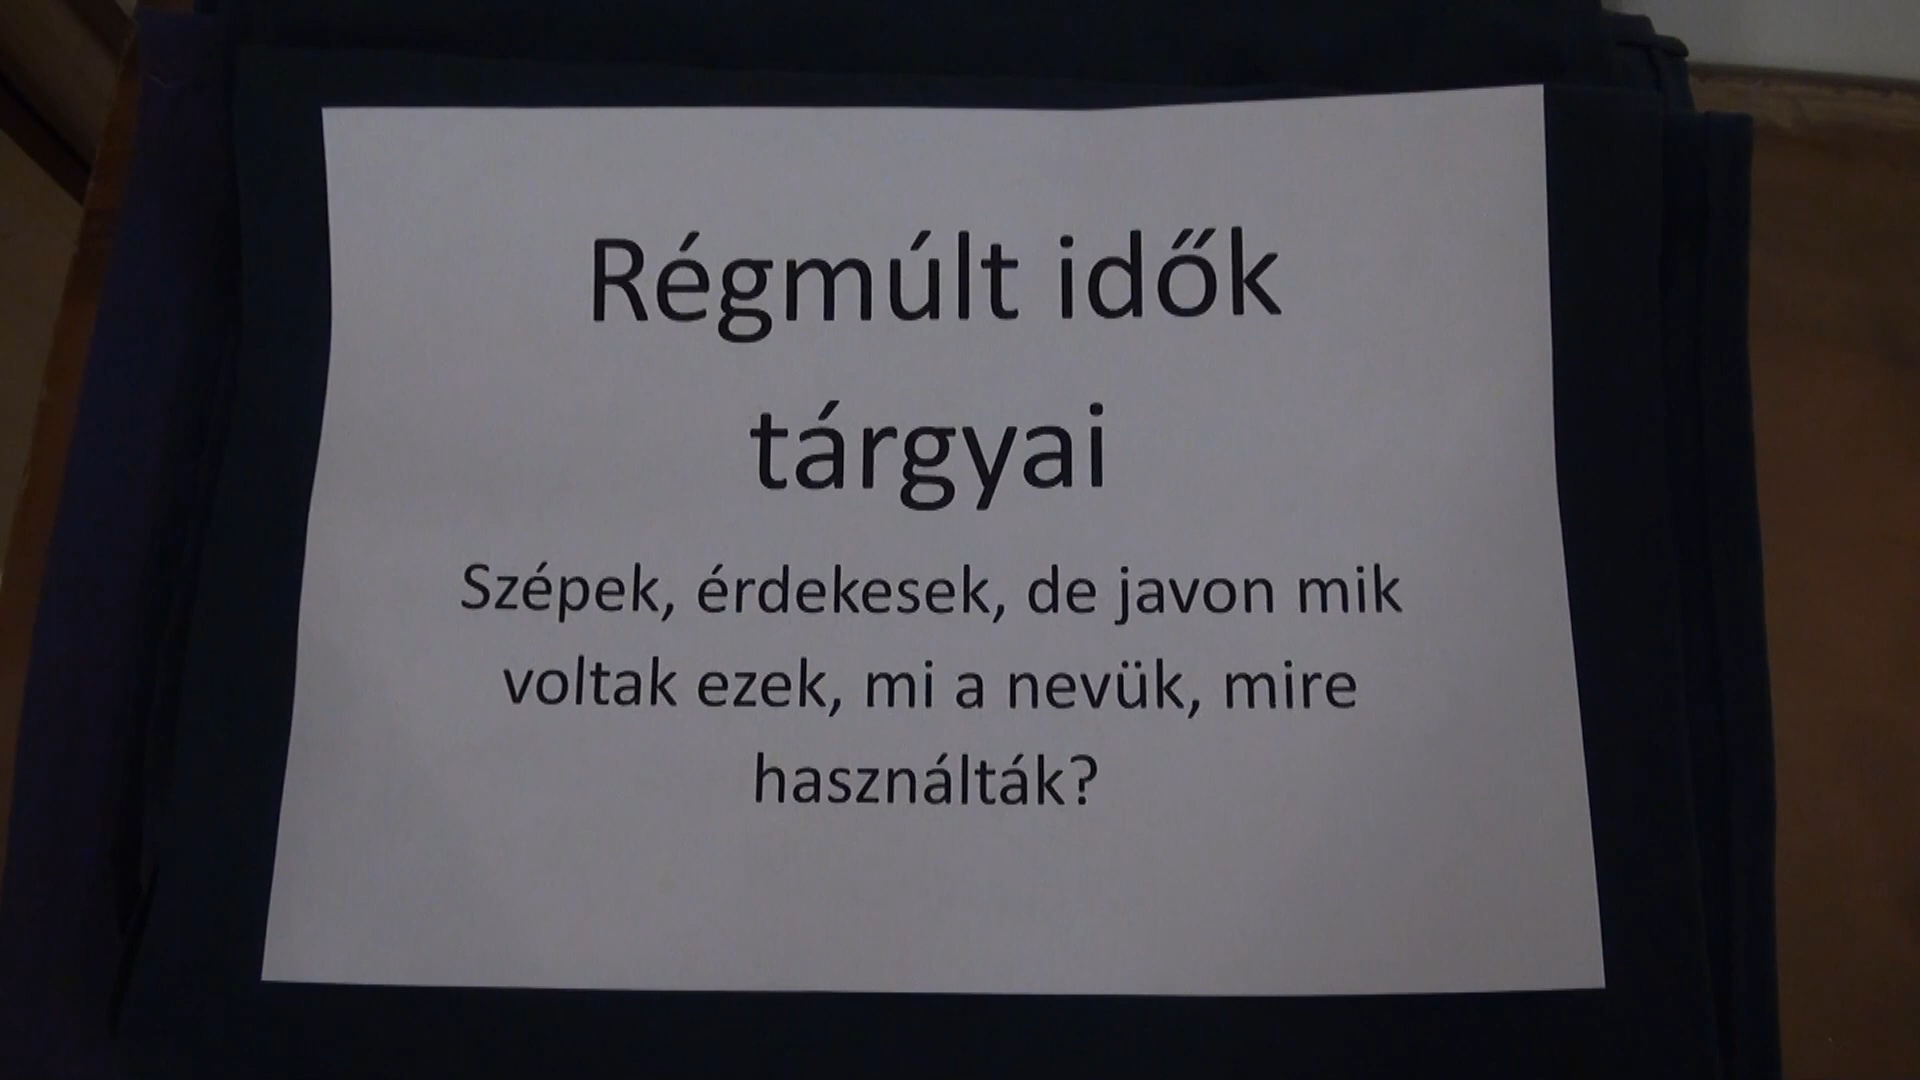 Régmúlt idők
tárgyai
Szépek, érdekesek, de javon mik
voltak ezek, mi a nevük, mire
használták?